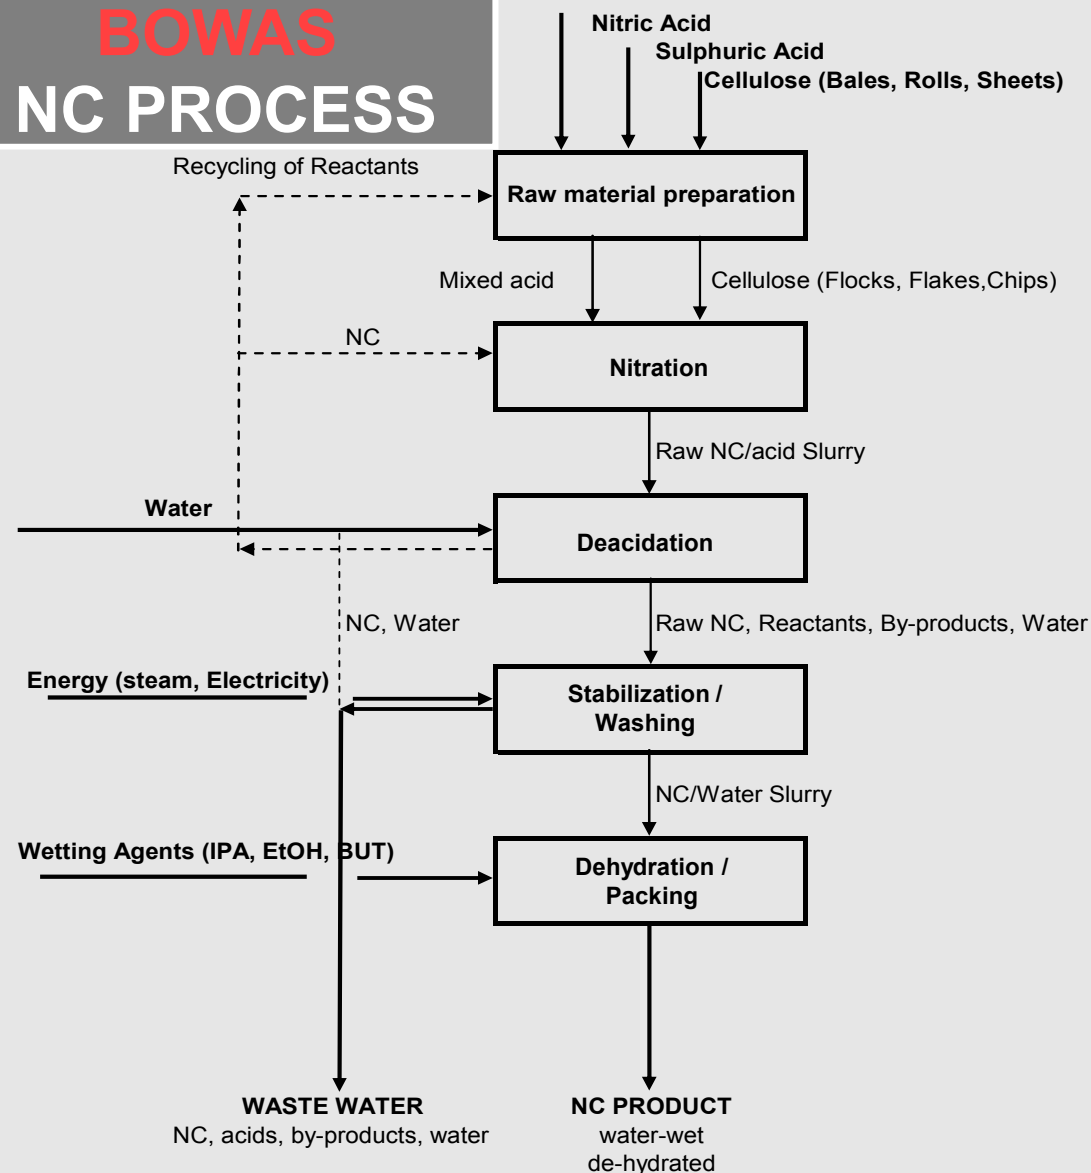 BOWAS
NC PROCESS
Nitric Acid
Sulphuric Acid
Cellulose (Bales, Rolls, Sheets)
Recycling of Reactants
Raw material preparation
Mixed acid
Cellulose (Flocks, Flakes,Chips)
NC
Nitration
Raw NC/acid Slurry
Water
Deacidation
NC, Water
Raw NC, Reactants, By-products, Water
Energy (steam, Electricity)
Stabilization /
Washing
NC/Water Slurry
Wetting Agents (IPA, EtOH, BUT)
Dehydration /
Packing
WASTE WATER
NC, acids, by-products, water
NC PRODUCT
water-wet
de-hydrated